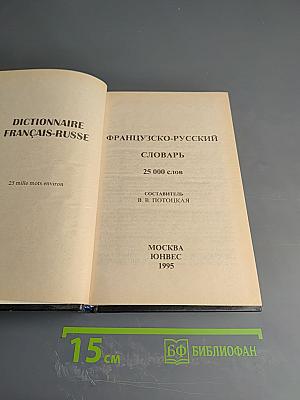 DICTIONNAIRE
FRANÇAIS-RUSSE
25 mille mots environ
ФРАНЦУЗСКО-РУССКИЙ
СЛОВАРЬ
25 000 слов
СОСТАВИТЕЛЬ
В. В. ПОТОЦКАЯ
МОСКВА
ЮНВЕС
1995
15 см
БФ БИБЛИОФАН